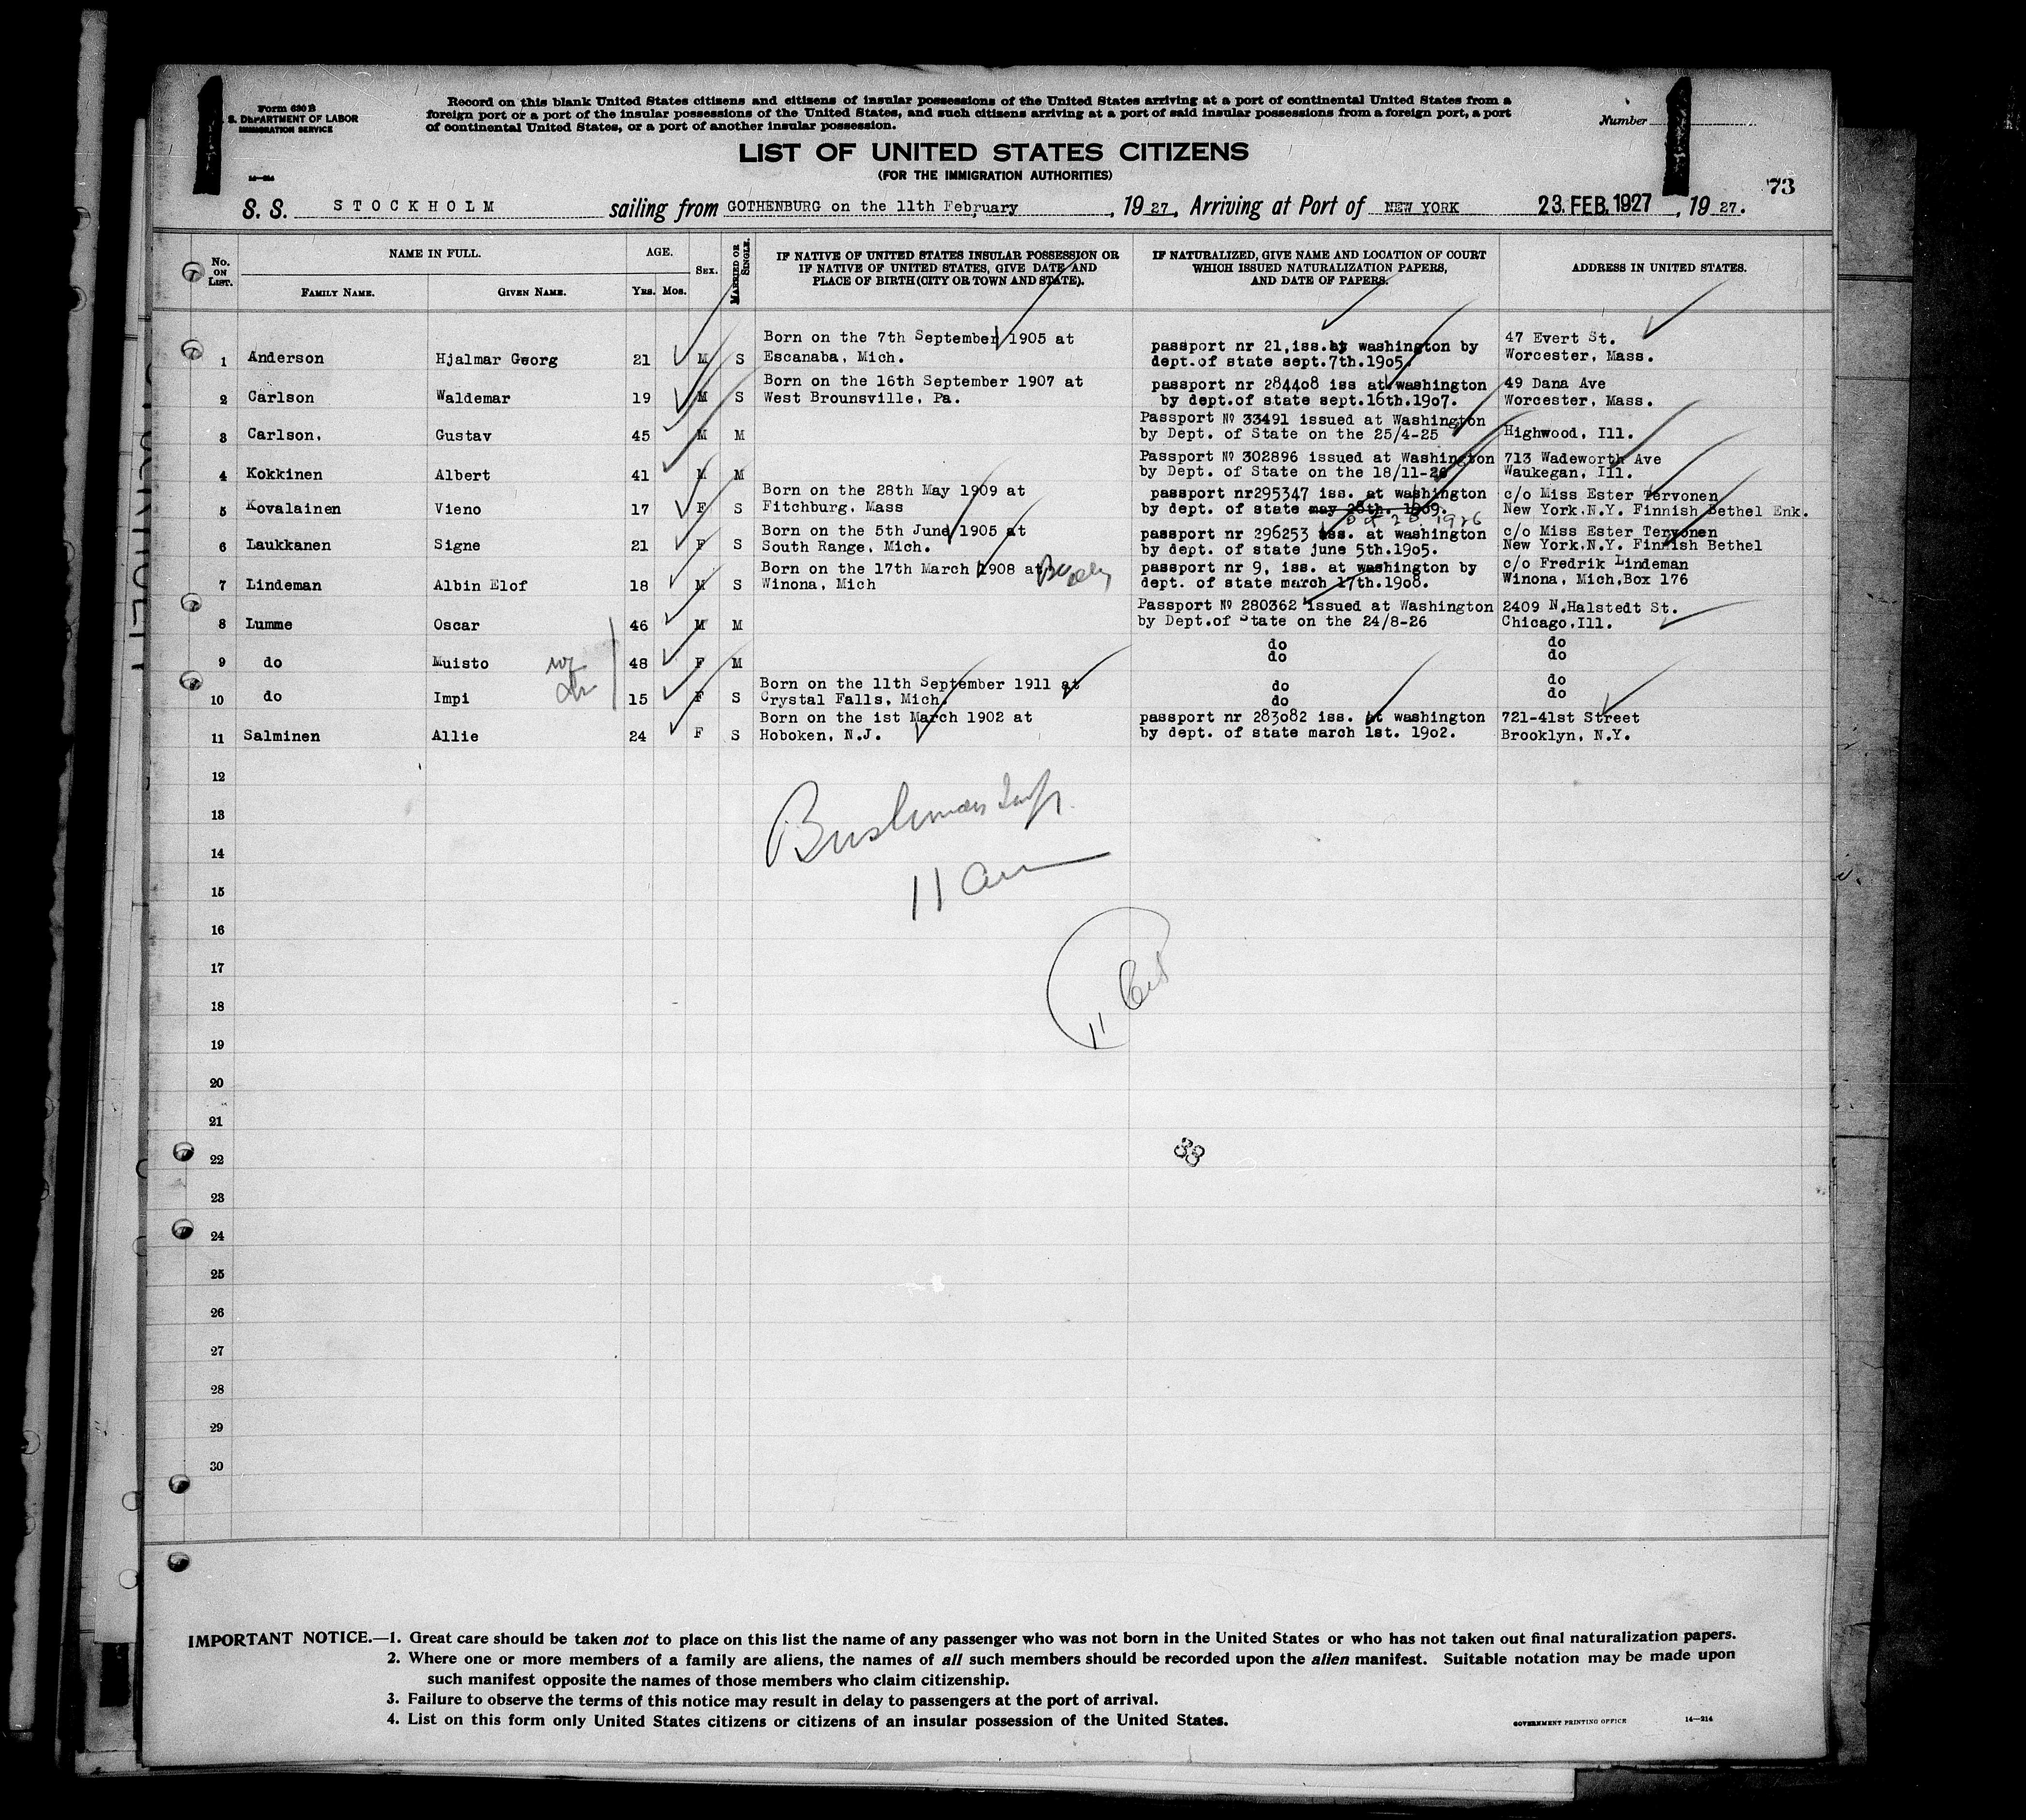 Form 630 B
S. DEPARTMENT OF LABOR
IMMIGRATION SERVICE
14—214
Record on this blank United States citizens and citizens of insular possessions of the United States arriving at a port of continental United States from a
foreign port or a port of the insular possessions of the United States, and such citizens arriving at a port of said insular possessions from a foreign port, a port
of continental United States, or a port of another insular possession.
Number
LIST OF UNITED STATES CITIZENS
(FOR THE IMMIGRATION AUTHORITIES)
73
S. S. STOCKHOLM sailing from GOTHENBURG on the 11th February, 1927, Arriving at Port of NEW YORK 23. FEB. 1927, 1927.
No. ON LIST.
NAME IN FULL.
FAMILY NAME. GIVEN NAME.
AGE.
YRS. MOS.
SEX.
MARRIED OR SINGLE.
IF NATIVE OF UNITED STATES INSULAR POSSESSION OR
IF NATIVE OF UNITED STATES, GIVE DATE AND
PLACE OF BIRTH (CITY OR TOWN AND STATE).
IF NATURALIZED, GIVE NAME AND LOCATION OF COURT
WHICH ISSUED NATURALIZATION PAPERS,
AND DATE OF PAPERS.
ADDRESS IN UNITED STATES.
Born on the 7th September 1905 at passport nr 21,iss.by washington by 47 Evert St.
1 Anderson Hjalmar Georg 21 M S Escanaba, Mich. dept.of state sept.7th.1905. Worcester, Mass.
Born on the 16th September 1907 at passport nr 284408 iss at washington 49 Dana Ave
2 Carlson Waldemar 19 M S West Brounsville, Pa. by dept.of state sept.16th.1907. Worcester, Mass.
Passport No 33491 issued at Washington
3 Carlson, Gustav 45 M M by Dept. of State on the 25/4-25 Highwood, Ill.
Passport No 302896 issued at Washington 713 Wadeworth Ave
4 Kokkinen Albert 41 M M by Dept. of State on the 18/11-26 Waukegan, Ill.
Born on the 28th May 1909 at passport nr295347 iss. at washington c/o Miss Ester Tervonen
5 Kovalainen Vieno 17 F S Fitchburg, Mass by dept. of state may 28th. 1909. New York.N.Y. Finnish Bethel Enk.
Oct 28. 1926
Born on the 5th June 1905 at passport nr 296253 iss. at washington c/o Miss Ester Tervonen
6 Laukkanen Signe 21 F S South Range, Mich. by dept. of state june 5th.1905. New York.N.Y. Finnish Bethel
Born on the 17th March 1908 at passport nr 9, iss. at washington by c/o Fredrik Lindeman
7 Lindeman Albin Elof 18 M S Winona, Mich dept. of state march 17th.1908. Winona, Mich,Box 176
Passport No 280362 issued at Washington 2409 N.Halstedt St.
8 Lumme Oscar 46 M M by Dept.of State on the 24/8-26 Chicago,Ill.
do do
9 do Muisto 48 F M do do
Born on the 11th September 1911 at do do
10 do Impi 15 F S Crystal Falls, Mich. do do
Born on the 1st March 1902 at passport nr 283082 iss. at washington 721-41st Street
11 Salminen Allie 24 F S Hoboken, N.J. by dept. of state march 1st. 1902. Brooklyn, N.Y.
12
13
14
11 am
15
16
17
18
11
19
20
21
22
33
23
24
25
26
27
28
29
30
IMPORTANT NOTICE.—1. Great care should be taken not to place on this list the name of any passenger who was not born in the United States or who has not taken out final naturalization papers.
2. Where one or more members of a family are aliens, the names of all such members should be recorded upon the alien manifest. Suitable notation may be made upon
such manifest opposite the names of those members who claim citizenship.
3. Failure to observe the terms of this notice may result in delay to passengers at the port of arrival.
4. List on this form only United States citizens or citizens of an insular possession of the United States.
GOVERNMENT PRINTING OFFICE 14—214